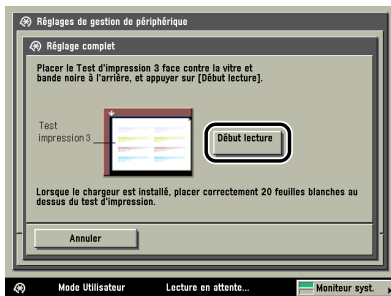 Réglages de gestion de périphérique
Réglage complet
Placer le Test d'impression 3 face contre la vitre et
bande noire à l'arrière, et appuyer sur [Début lecture].
Test
impression 3
Début lecture
Lorsque le chargeur est installé, placer correctement 20 feuilles blanches au
dessus du test d'impression.
Annuler
Mode Utilisateur
Lecture en attente...
Moniteur syst.